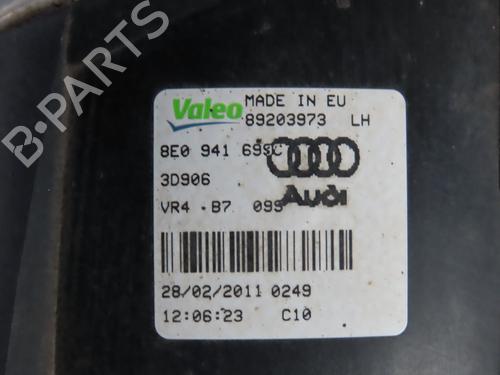 Valeo MADE IN EU
89203973 LH
8E0 941 699C
3D906
Audi
VR4 B7 099
28/02/2011 0249
12:06:23 C10
B-PARTS